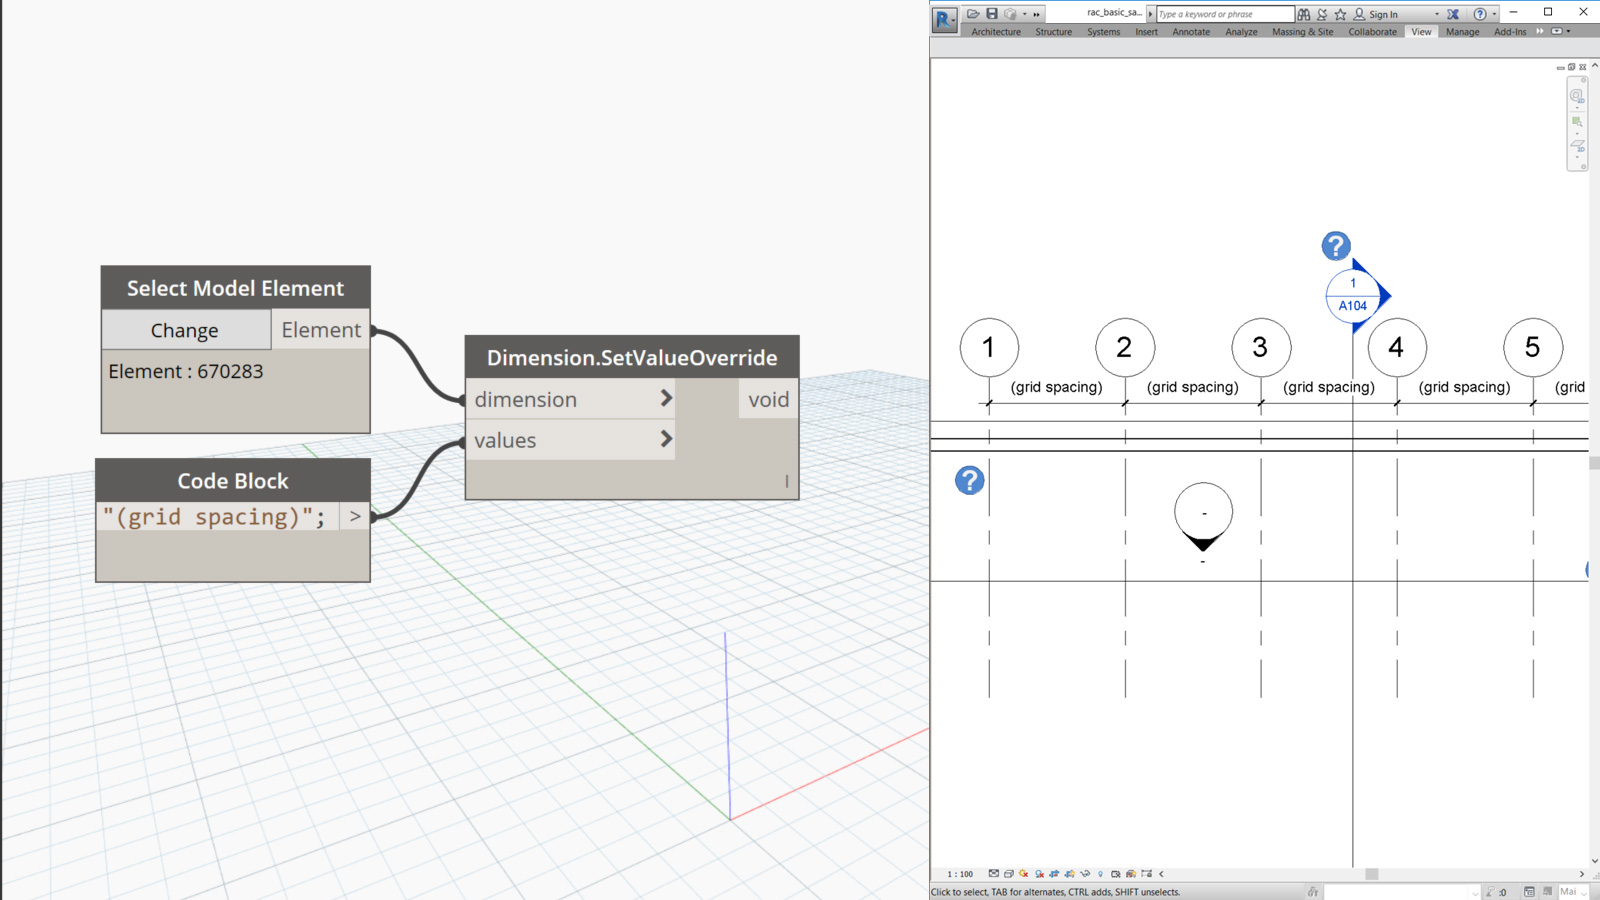 Select Model Element
Change
Element
Element : 670283
Code Block
"(grid spacing)";
>
Dimension.SetValueOverride
dimension
void
values
l
R
rac_basic_sa...
Type a keyword or phrase
Sign In
Architecture
Structure
Systems
Insert
Annotate
Analyze
Massing & Site
Collaborate
View
Manage
Add-Ins
2D
?
1
A104
1
2
3
4
5
(grid spacing)
(grid spacing)
(grid spacing)
(grid spacing)
(grid
?
-
-
1 : 100
Click to select, TAB for alternates, CTRL adds, SHIFT unselects.
:0
Mai